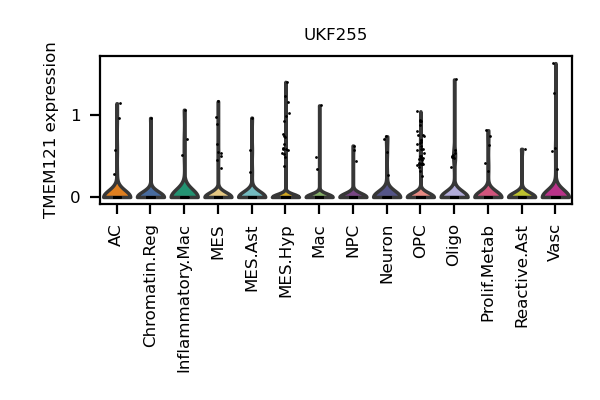 UKF255
TMEM121 expression
1
0
AC
Chromatin.Reg
Inflammatory.Mac
MES
MES.Ast
MES.Hyp
Mac
NPC
Neuron
OPC
Oligo
Prolif.Metab
Reactive.Ast
Vasc